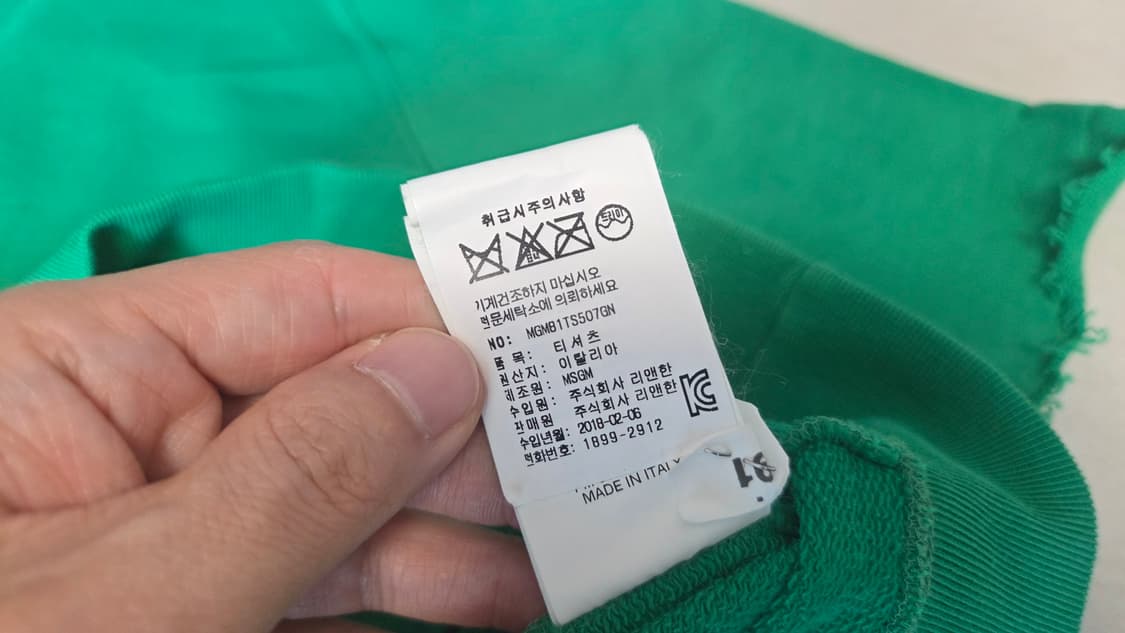 취급시주의사항
드라이
기계건조하지 마십시오
전문세탁소에 의뢰하세요
NO: MGM81TS507GN
품 목: 티셔츠
원산지: 이탈리아
제조원: MSGM
수입원: 주식회사 리앤한
판매원 주식회사 리앤한
수입년월: 2018-02-06
전화번호: 1899-2912
MADE IN ITALY